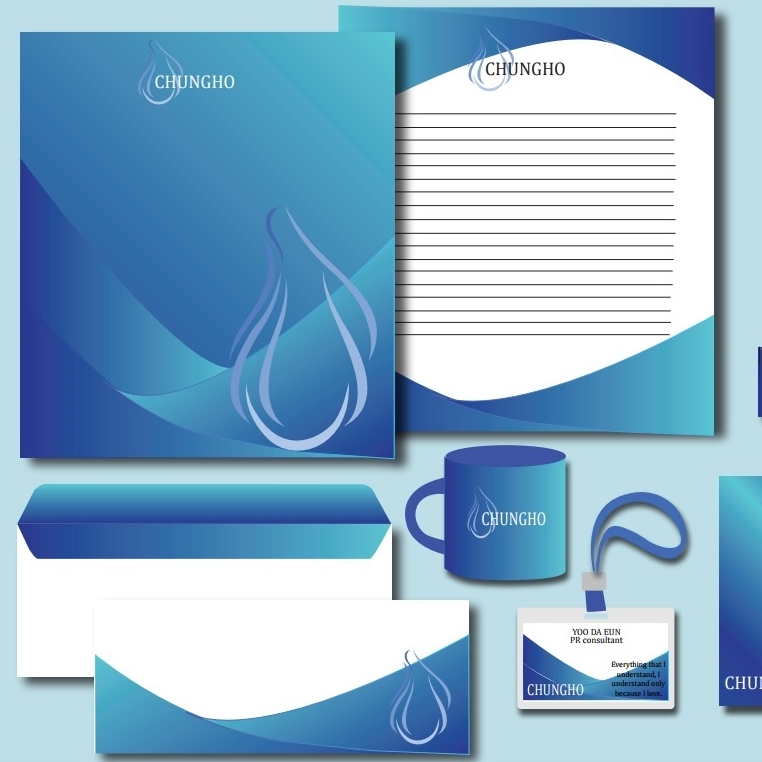 CHUNGHO
CHUNGHO
CHUNGHO
YOO DA EUN
PR consultant
Everything that I
understand, I
understand only
because I love.
CHUNGHO